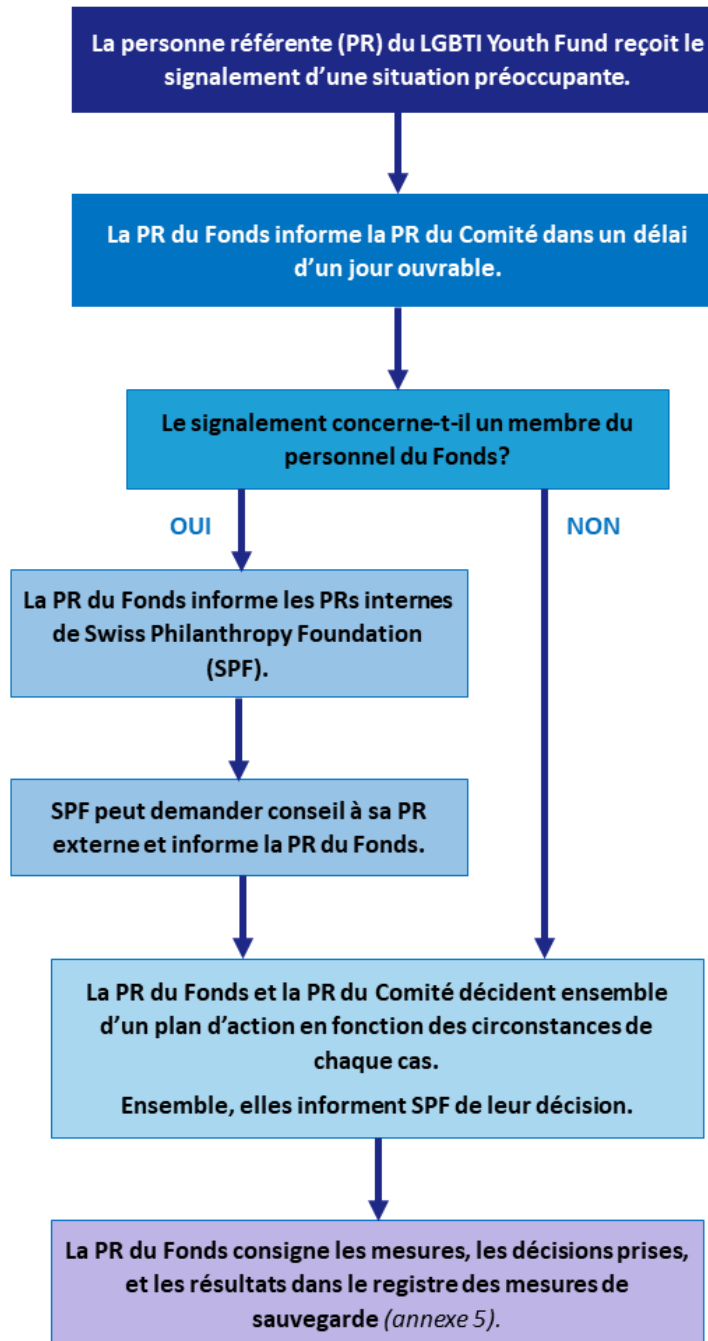 La personne référente (PR) du LGBTI Youth Fund reçoit le
signalement d’une situation préoccupante.
La PR du Fonds informe la PR du Comité dans un délai
d’un jour ouvrable.
Le signalement concerne-t-il un membre du
personnel du Fonds?
OUI
NON
La PR du Fonds informe les PRs internes
de Swiss Philanthropy Foundation
(SPF).
SPF peut demander conseil à sa PR
externe et informe la PR du Fonds.
La PR du Fonds et la PR du Comité décident ensemble
d’un plan d’action en fonction des circonstances de
chaque cas.
Ensemble, elles informent SPF de leur décision.
La PR du Fonds consigne les mesures, les décisions prises,
et les résultats dans le registre des mesures de
sauvegarde (annexe 5).